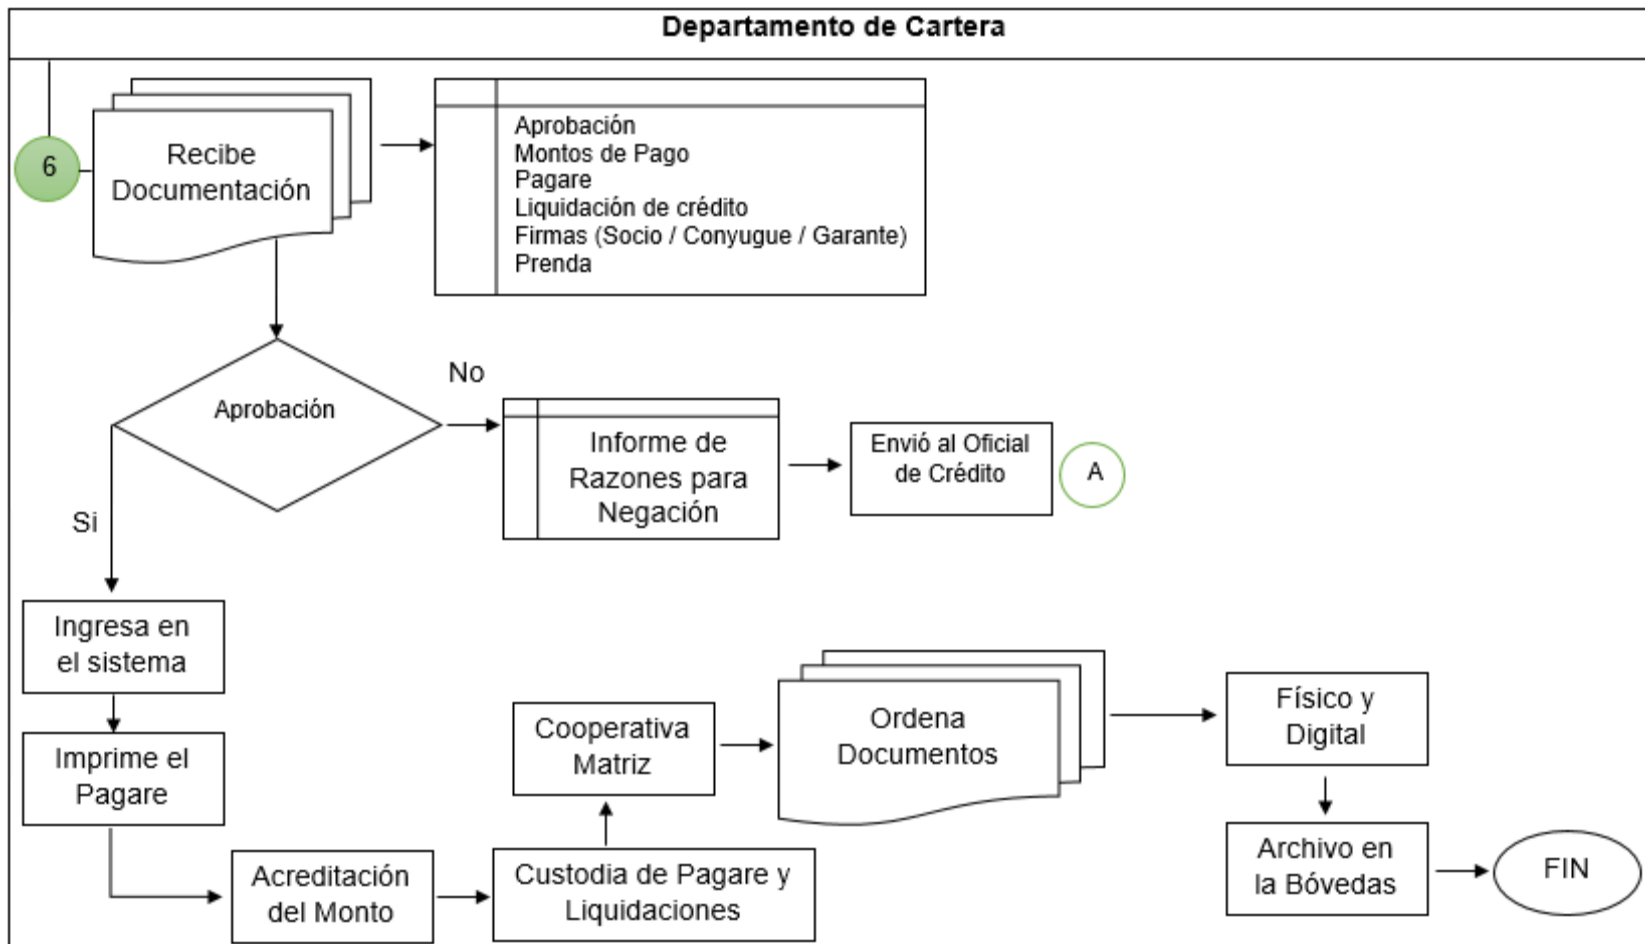 Departamento de Cartera
6
Recibe
Documentación
Aprobación
Montos de Pago
Pagare
Liquidación de crédito
Firmas (Socio / Conyugue / Garante)
Prenda
Aprobación
No
Informe de
Razones para
Negación
Envió al Oficial
de Crédito
A
Si
Ingresa en
el sistema
Imprime el
Pagare
Acreditación
del Monto
Custodia de Pagare y
Liquidaciones
Cooperativa
Matriz
Ordena
Documentos
Físico y
Digital
Archivo en
la Bóvedas
FIN